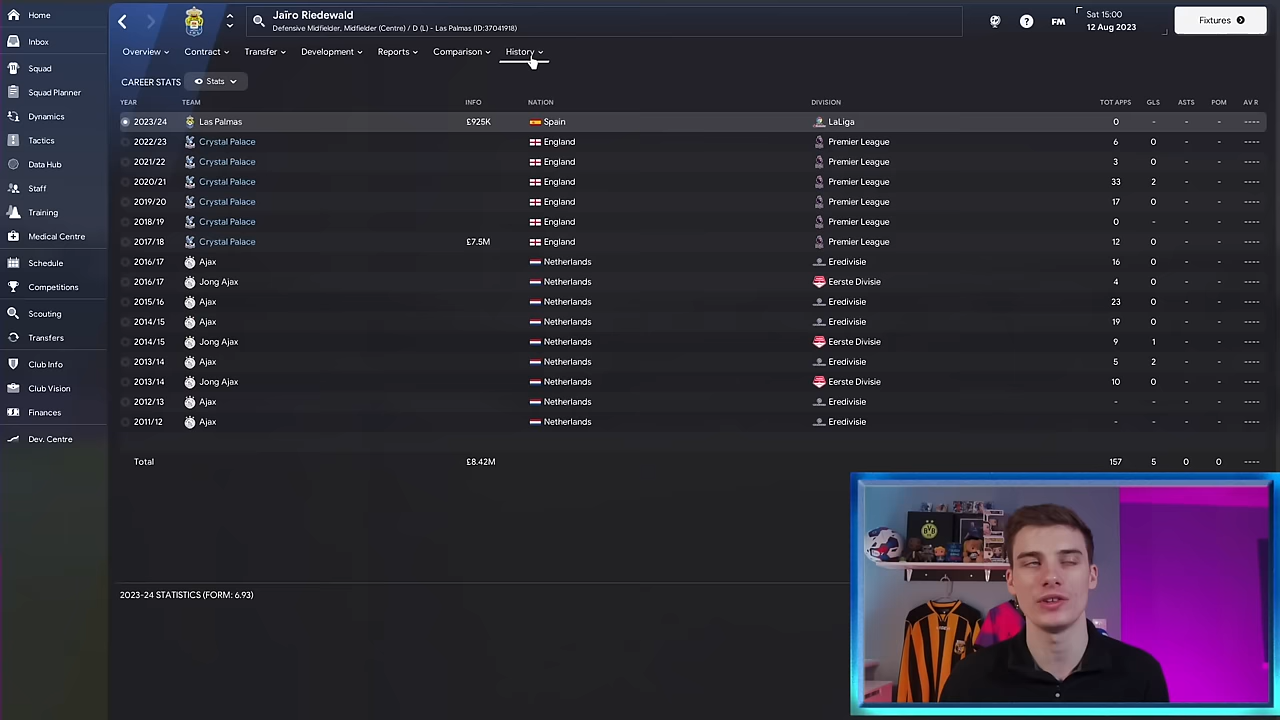 Home
Inbox
Squad
Squad Planner
Dynamics
Tactics
Data Hub
Staff
Training
Medical Centre
Schedule
Competitions
Scouting
Transfers
Club Info
Club Vision
Finances
Dev. Centre
Jaïro Riedewald
Defensive Midfielder, Midfielder (Centre) / D (L) - Las Palmas (ID:37041918)
FM
Sat 15:00
12 Aug 2023
Fixtures
Overview Contract Transfer Development Reports Comparison History
CAREER STATS Stats
YEAR TEAM INFO NATION DIVISION TOT APPS GLS ASTS POM AV R
2023/24 Las Palmas £925K Spain LaLiga 0 - - - ----
2022/23 Crystal Palace England Premier League 6 0 - - ----
2021/22 Crystal Palace England Premier League 3 0 - - ----
2020/21 Crystal Palace England Premier League 33 2 - - ----
2019/20 Crystal Palace England Premier League 17 0 - - ----
2018/19 Crystal Palace England Premier League 0 - - - ----
2017/18 Crystal Palace £7.5M England Premier League 12 0 - - ----
2016/17 Ajax Netherlands Eredivisie 16 0 - - ----
2016/17 Jong Ajax Netherlands Eerste Divisie 4 0 - - ----
2015/16 Ajax Netherlands Eredivisie 23 0 - - ----
2014/15 Ajax Netherlands Eredivisie 19 0 - - ----
2014/15 Jong Ajax Netherlands Eerste Divisie 9 1 - - ----
2013/14 Ajax Netherlands Eredivisie 5 2 - - ----
2013/14 Jong Ajax Netherlands Eerste Divisie 10 0 - - ----
2012/13 Ajax Netherlands Eredivisie - - - - ----
2011/12 Ajax Netherlands Eredivisie - - - - ----
Total £8.42M 157 5 0 0 ----
2023-24 STATISTICS (FORM: 6.93)